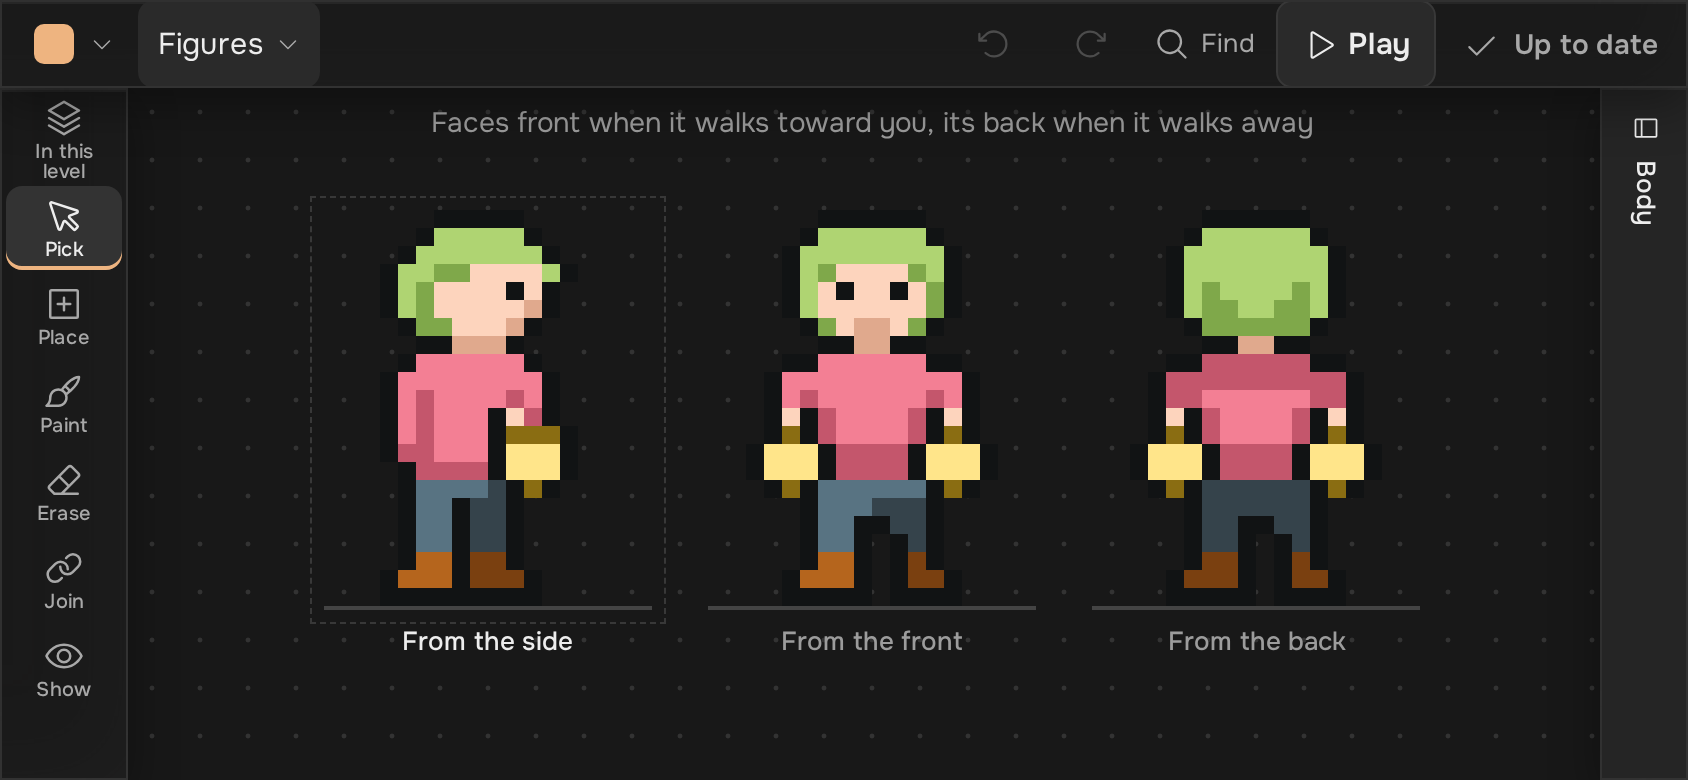 Figures
Find
Play
Up to date
In this
level
Pick
Place
Paint
Erase
Join
Show
Faces front when it walks toward you, its back when it walks away
From the side
From the front
From the back
Body